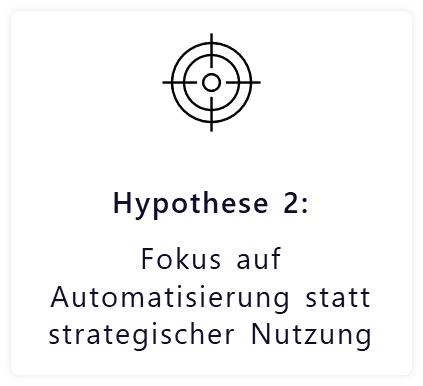 Hypothese 2:
Fokus auf
Automatisierung statt
strategischer Nutzung